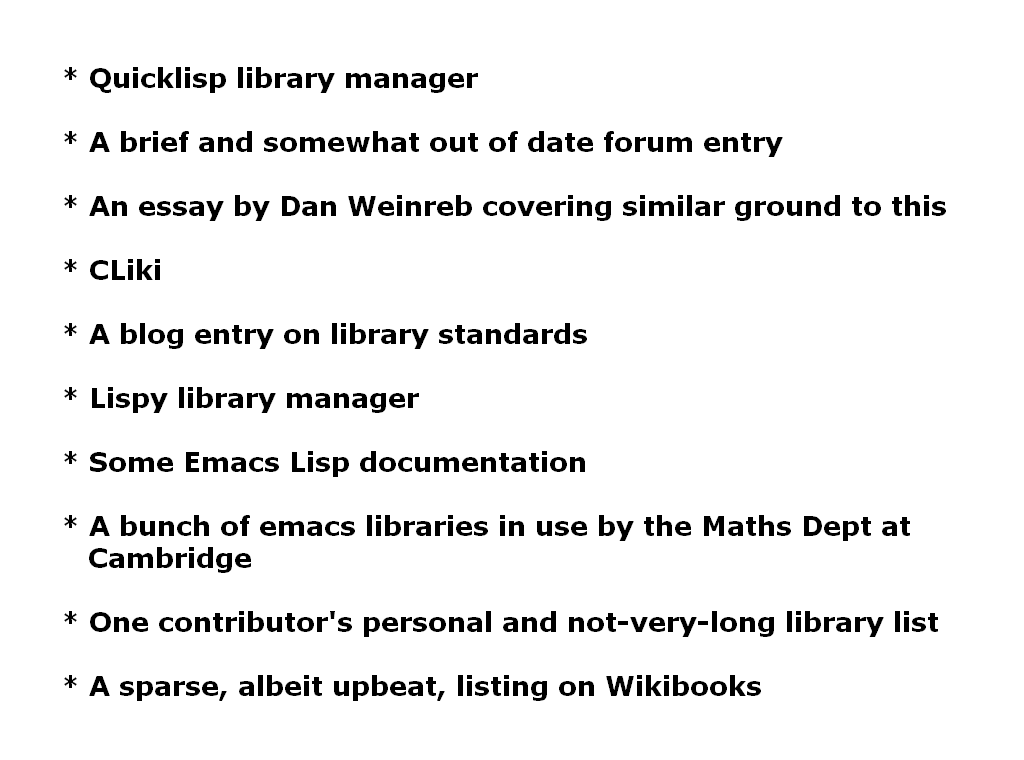 * Quicklisp library manager
* A brief and somewhat out of date forum entry
* An essay by Dan Weinreb covering similar ground to this
* CLiki
* A blog entry on library standards
* Lispy library manager
* Some Emacs Lisp documentation
* A bunch of emacs libraries in use by the Maths Dept at
Cambridge
* One contributor's personal and not-very-long library list
* A sparse, albeit upbeat, listing on Wikibooks